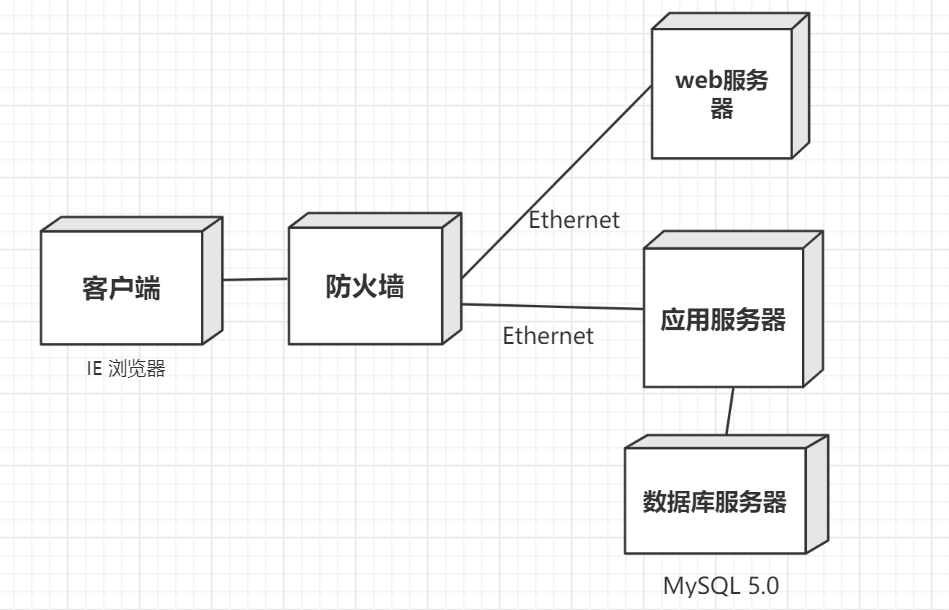 web服务
器
Ethernet
客户端
防火墙
应用服务器
Ethernet
IE 浏览器
数据库服务器
MySQL 5.0